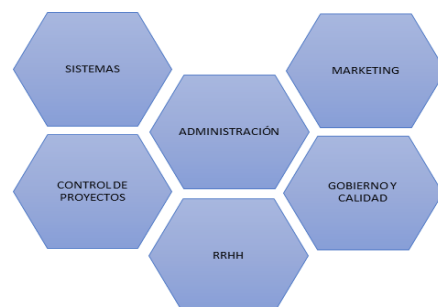 SISTEMAS
MARKETING
ADMINISTRACIÓN
CONTROL DE
PROYECTOS
GOBIERNO Y
CALIDAD
RRHH